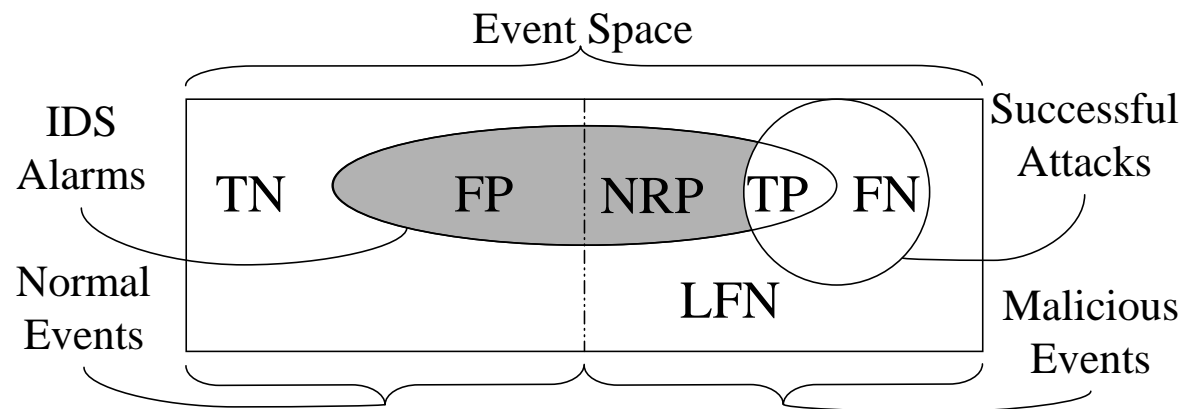 Event Space
IDS
Alarms
Successful
Attacks
TN
FP
NRP
TP
FN
LFN
Normal
Events
Malicious
Events